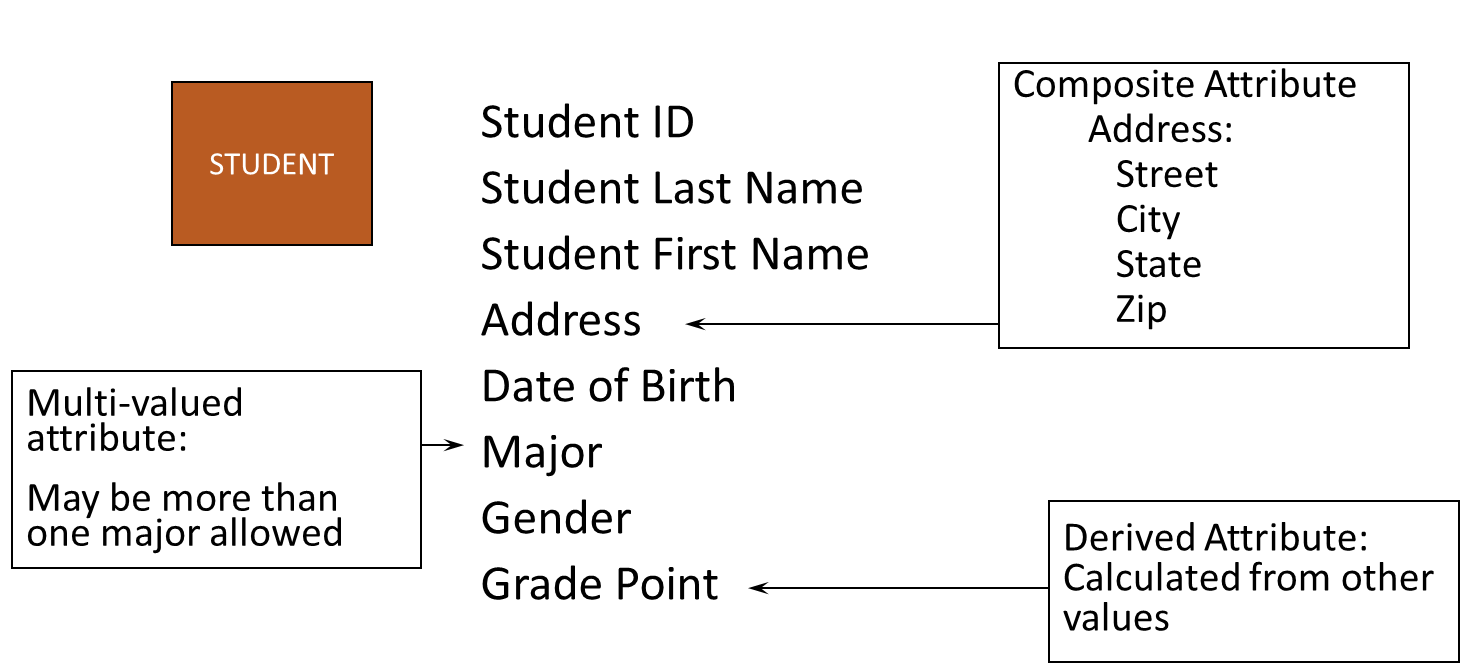 STUDENT
Student ID
Student Last Name
Student First Name
Address
Date of Birth
Major
Gender
Grade Point
Composite Attribute
Address:
Street
City
State
Zip
Multi-valued
attribute:
May be more than
one major allowed
Derived Attribute:
Calculated from other
values